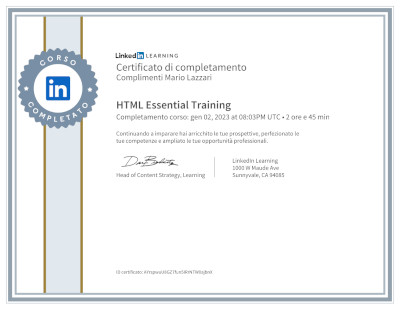 LinkedIn LEARNING
CORSO
COMPLETATO
in
Certificato di completamento
Complimenti Mario Lazzari
HTML Essential Training
Completamento corso: gen 02, 2023 at 08:03PM UTC • 2 ore e 45 min
Continuando a imparare hai arricchito le tue prospettive, perfezionato le
tue competenze e ampliato le tue opportunità professionali.
Head of Content Strategy, Learning
LinkedIn Learning
1000 W Maude Ave
Sunnyvale, CA 94085
ID certificato: